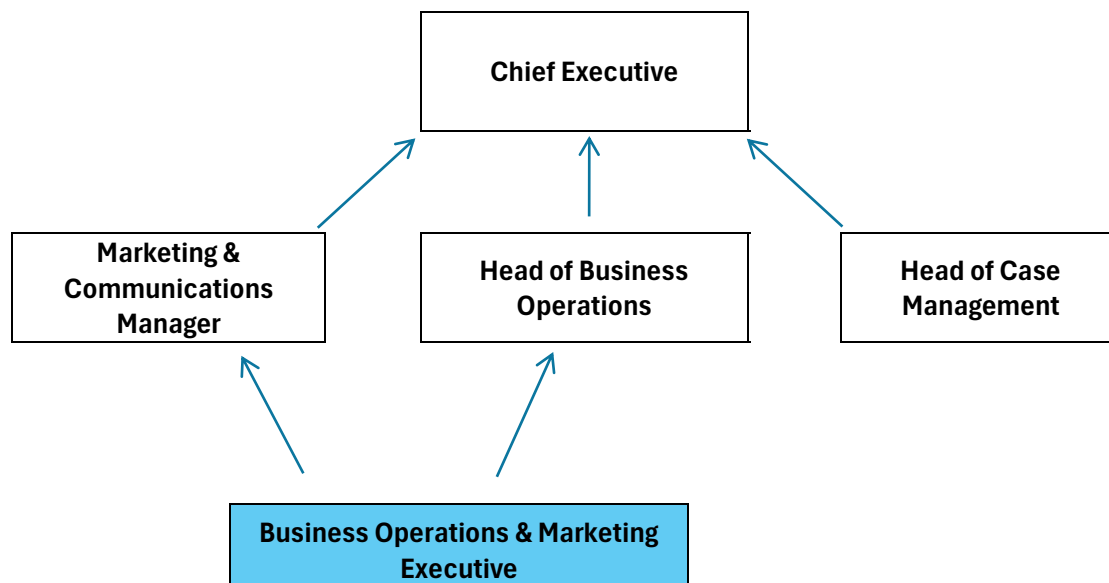 Chief Executive
Marketing &
Communications
Manager
Head of Business
Operations
Head of Case
Management
Business Operations & Marketing
Executive